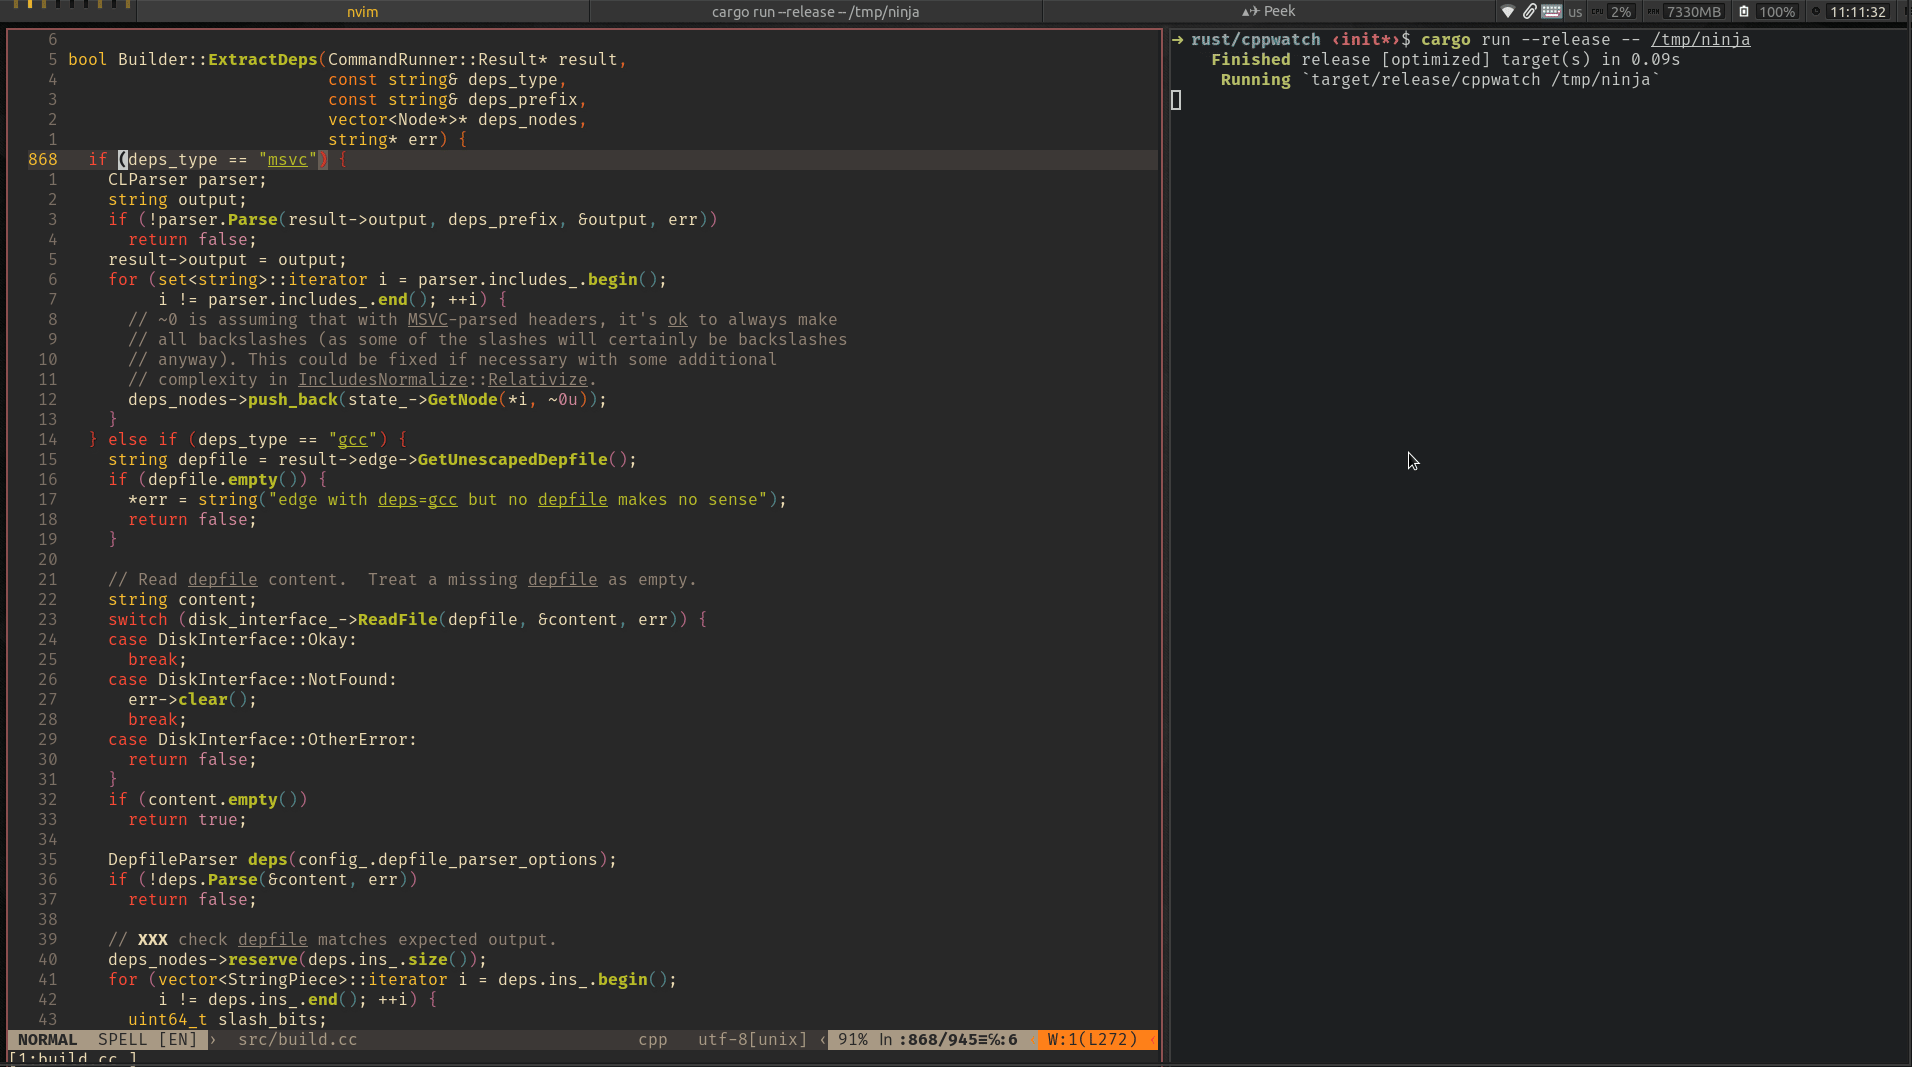 nvim
cargo run --release -- /tmp/ninja
▴✈ Peek
us
CPU 2%
7330MB
100%
11:11:32
6
5 bool Builder::ExtractDeps(CommandRunner::Result* result,
4                           const string& deps_type,
3                           const string& deps_prefix,
2                           vector<Node*>* deps_nodes,
1                           string* err) {
868   if (deps_type == "msvc") {
1     CLParser parser;
2     string output;
3     if (!parser.Parse(result->output, deps_prefix, &output, err))
4       return false;
5     result->output = output;
6     for (set<string>::iterator i = parser.includes_.begin();
7          i != parser.includes_.end(); ++i) {
8       // ~0 is assuming that with MSVC-parsed headers, it's ok to always make
9       // all backslashes (as some of the slashes will certainly be backslashes
10       // anyway). This could be fixed if necessary with some additional
11       // complexity in IncludesNormalize::Relativize.
12       deps_nodes->push_back(state_->GetNode(*i, ~0u));
13     }
14   } else if (deps_type == "gcc") {
15     string depfile = result->edge->GetUnescapedDepfile();
16     if (depfile.empty()) {
17       *err = string("edge with deps=gcc but no depfile makes no sense");
18       return false;
19     }
20
21     // Read depfile content.  Treat a missing depfile as empty.
22     string content;
23     switch (disk_interface_->ReadFile(depfile, &content, err)) {
24     case DiskInterface::Okay:
25       break;
26     case DiskInterface::NotFound:
27       err->clear();
28       break;
29     case DiskInterface::OtherError:
30       return false;
31     }
32     if (content.empty())
33       return true;
34
35     DepfileParser deps(config_.depfile_parser_options);
36     if (!deps.Parse(&content, err))
37       return false;
38
39     // XXX check depfile matches expected output.
40     deps_nodes->reserve(deps.ins_.size());
41     for (vector<StringPiece>::iterator i = deps.ins_.begin();
42          i != deps.ins_.end(); ++i) {
43       uint64_t slash_bits;
NORMAL  SPELL [EN] › src/build.cc   cpp   utf-8[unix] ‹ 91% ln :868/945≡%:6   W:1(L272)
[1:build.cc ]
➜ rust/cppwatch ‹init*›$ cargo run --release -- /tmp/ninja
    Finished release [optimized] target(s) in 0.09s
     Running `target/release/cppwatch /tmp/ninja`